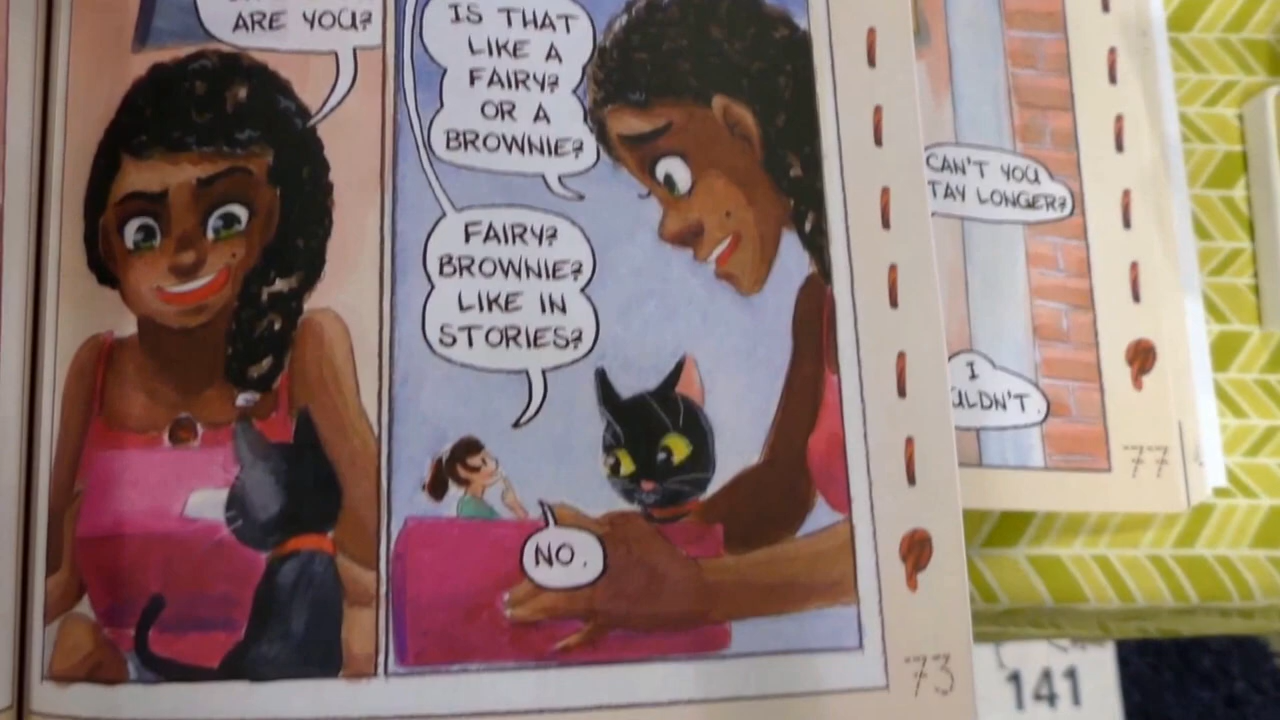 ARE YOU?
IS THAT
LIKE A
FAIRY?
OR A
BROWNIE?
FAIRY?
BROWNIE?
LIKE IN
STORIES?
NO.
73
CAN'T YOU
TAY LONGER?
I
ULDN'T.
77
141